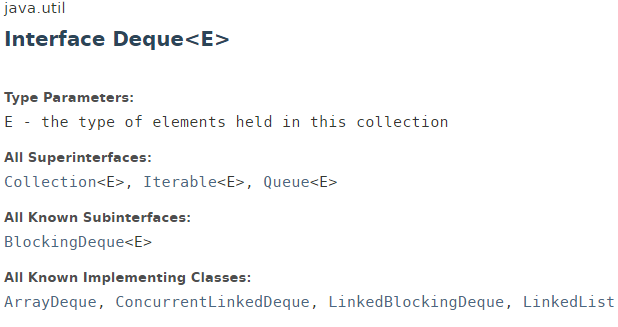 java.util
Interface Deque<E>
Type Parameters:
E - the type of elements held in this collection
All Superinterfaces:
Collection<E>, Iterable<E>, Queue<E>
All Known Subinterfaces:
BlockingDeque<E>
All Known Implementing Classes:
ArrayDeque, ConcurrentLinkedDeque, LinkedBlockingDeque, LinkedList